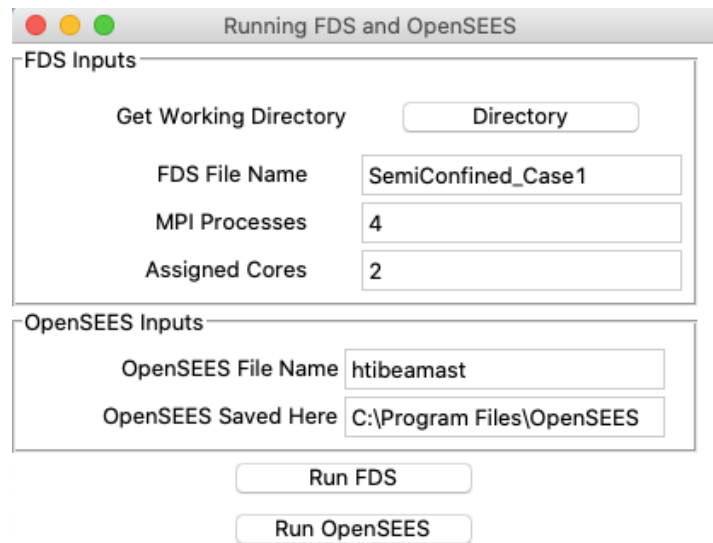 Running FDS and OpenSEES
FDS Inputs
Get Working Directory Directory
FDS File Name SemiConfined_Case1
MPI Processes 4
Assigned Cores 2
OpenSEES Inputs
OpenSEES File Name htibeamast
OpenSEES Saved Here C:\Program Files\OpenSEES
Run FDS
Run OpenSEES